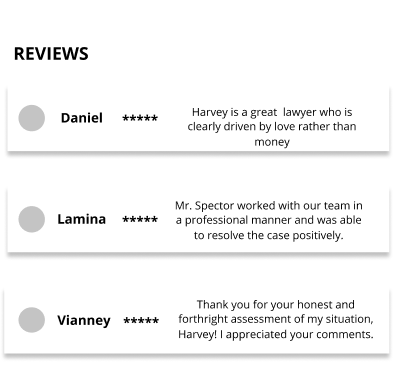 REVIEWS
Daniel ***** Harvey is a great lawyer who is
clearly driven by love rather than
money
Lamina ***** Mr. Spector worked with our team in
a professional manner and was able
to resolve the case positively.
Vianney ***** Thank you for your honest and
forthright assessment of my situation,
Harvey! I appreciated your comments.